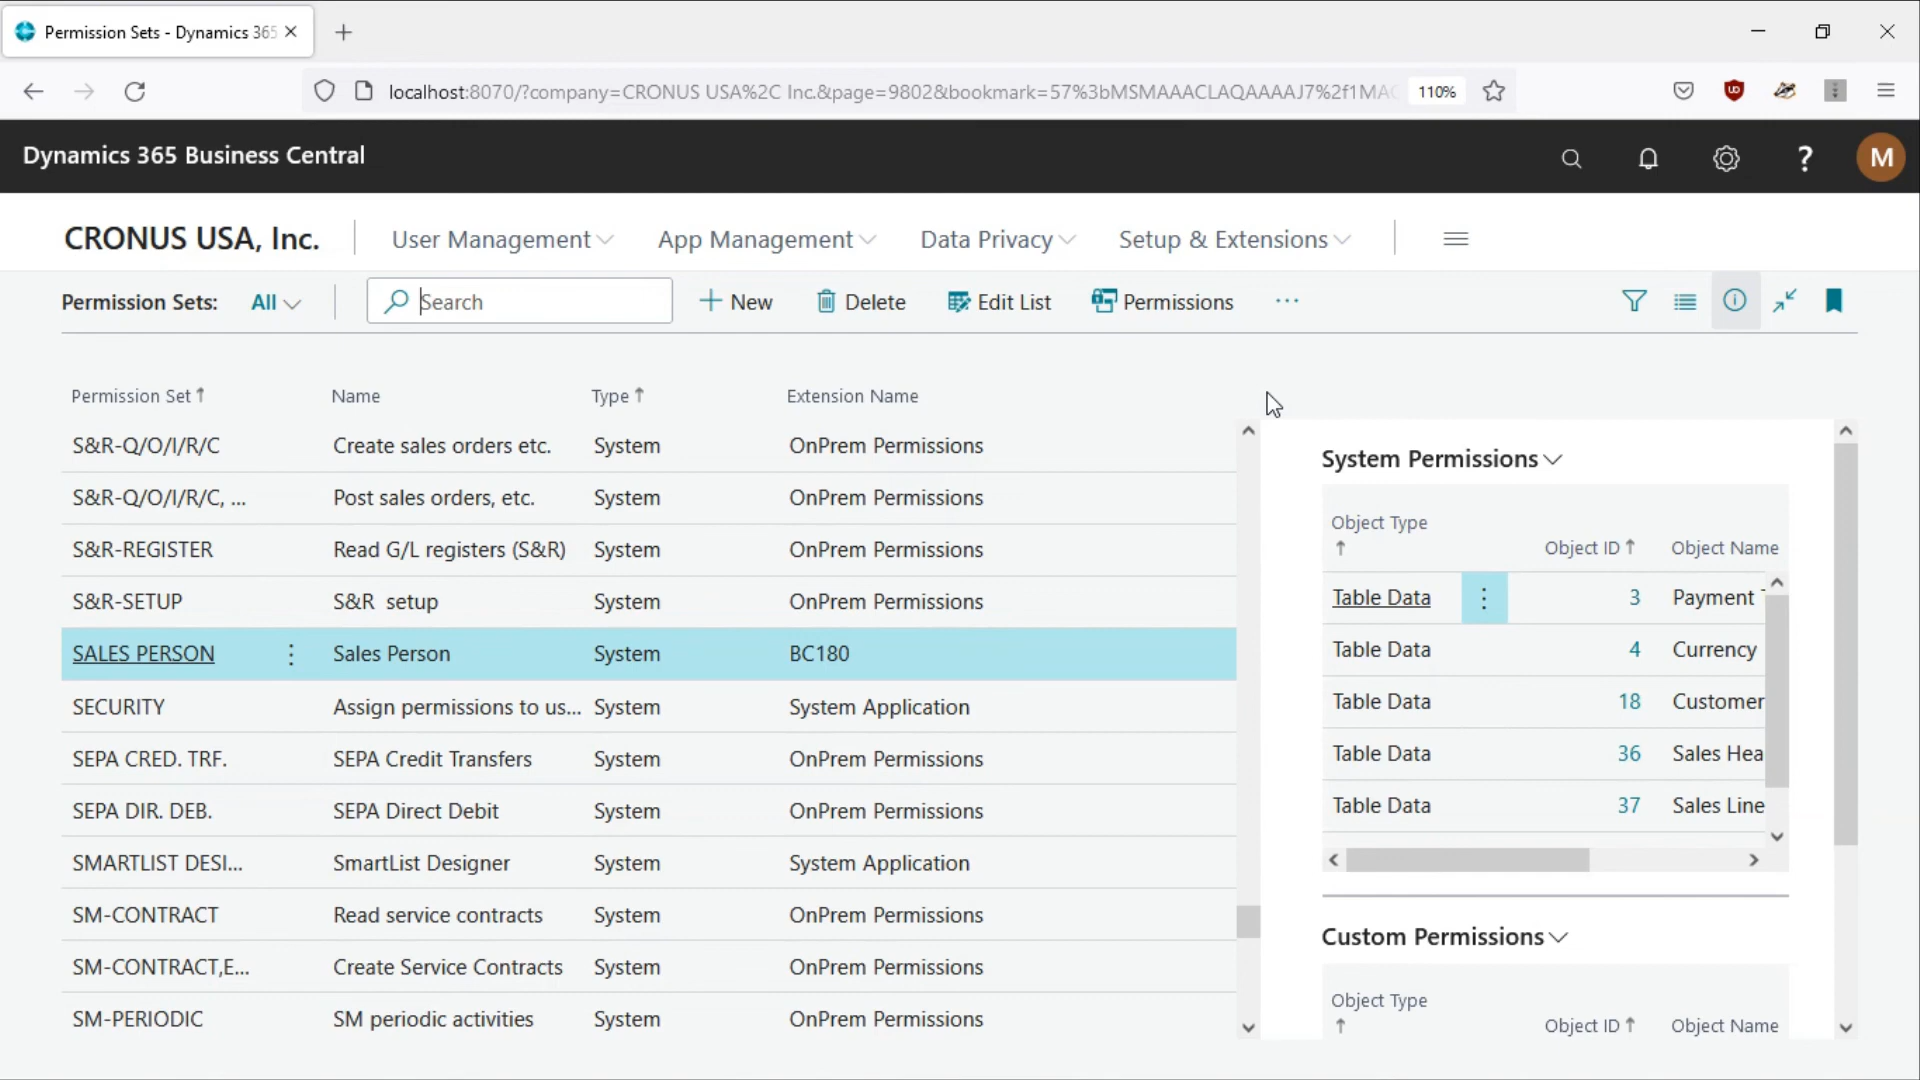 Permission Sets - Dynamics 365
localhost:8070/?company=CRONUS USA%2C Inc.&page=9802&bookmark=57%3bMSMAAACLAQAAAAJ7%2f1MAC
110%
Dynamics 365 Business Central
?
M
CRONUS USA, Inc.
User Management
App Management
Data Privacy
Setup & Extensions
Permission Sets:
All
Search
New
Delete
Edit List
Permissions
Permission Set Name Type Extension Name
S&R-Q/O/I/R/C Create sales orders etc. System OnPrem Permissions
S&R-Q/O/I/R/C, ... Post sales orders, etc. System OnPrem Permissions
S&R-REGISTER Read G/L registers (S&R) System OnPrem Permissions
S&R-SETUP S&R setup System OnPrem Permissions
SALES PERSON Sales Person System BC180
SECURITY Assign permissions to us... System System Application
SEPA CRED. TRF. SEPA Credit Transfers System OnPrem Permissions
SEPA DIR. DEB. SEPA Direct Debit System OnPrem Permissions
SMARTLIST DESI... SmartList Designer System System Application
SM-CONTRACT Read service contracts System OnPrem Permissions
SM-CONTRACT,E... Create Service Contracts System OnPrem Permissions
SM-PERIODIC SM periodic activities System OnPrem Permissions
System Permissions
Object Type Object ID Object Name
Table Data 3 Payment
Table Data 4 Currency
Table Data 18 Customer
Table Data 36 Sales Hea
Table Data 37 Sales Line
Custom Permissions
Object Type Object ID Object Name